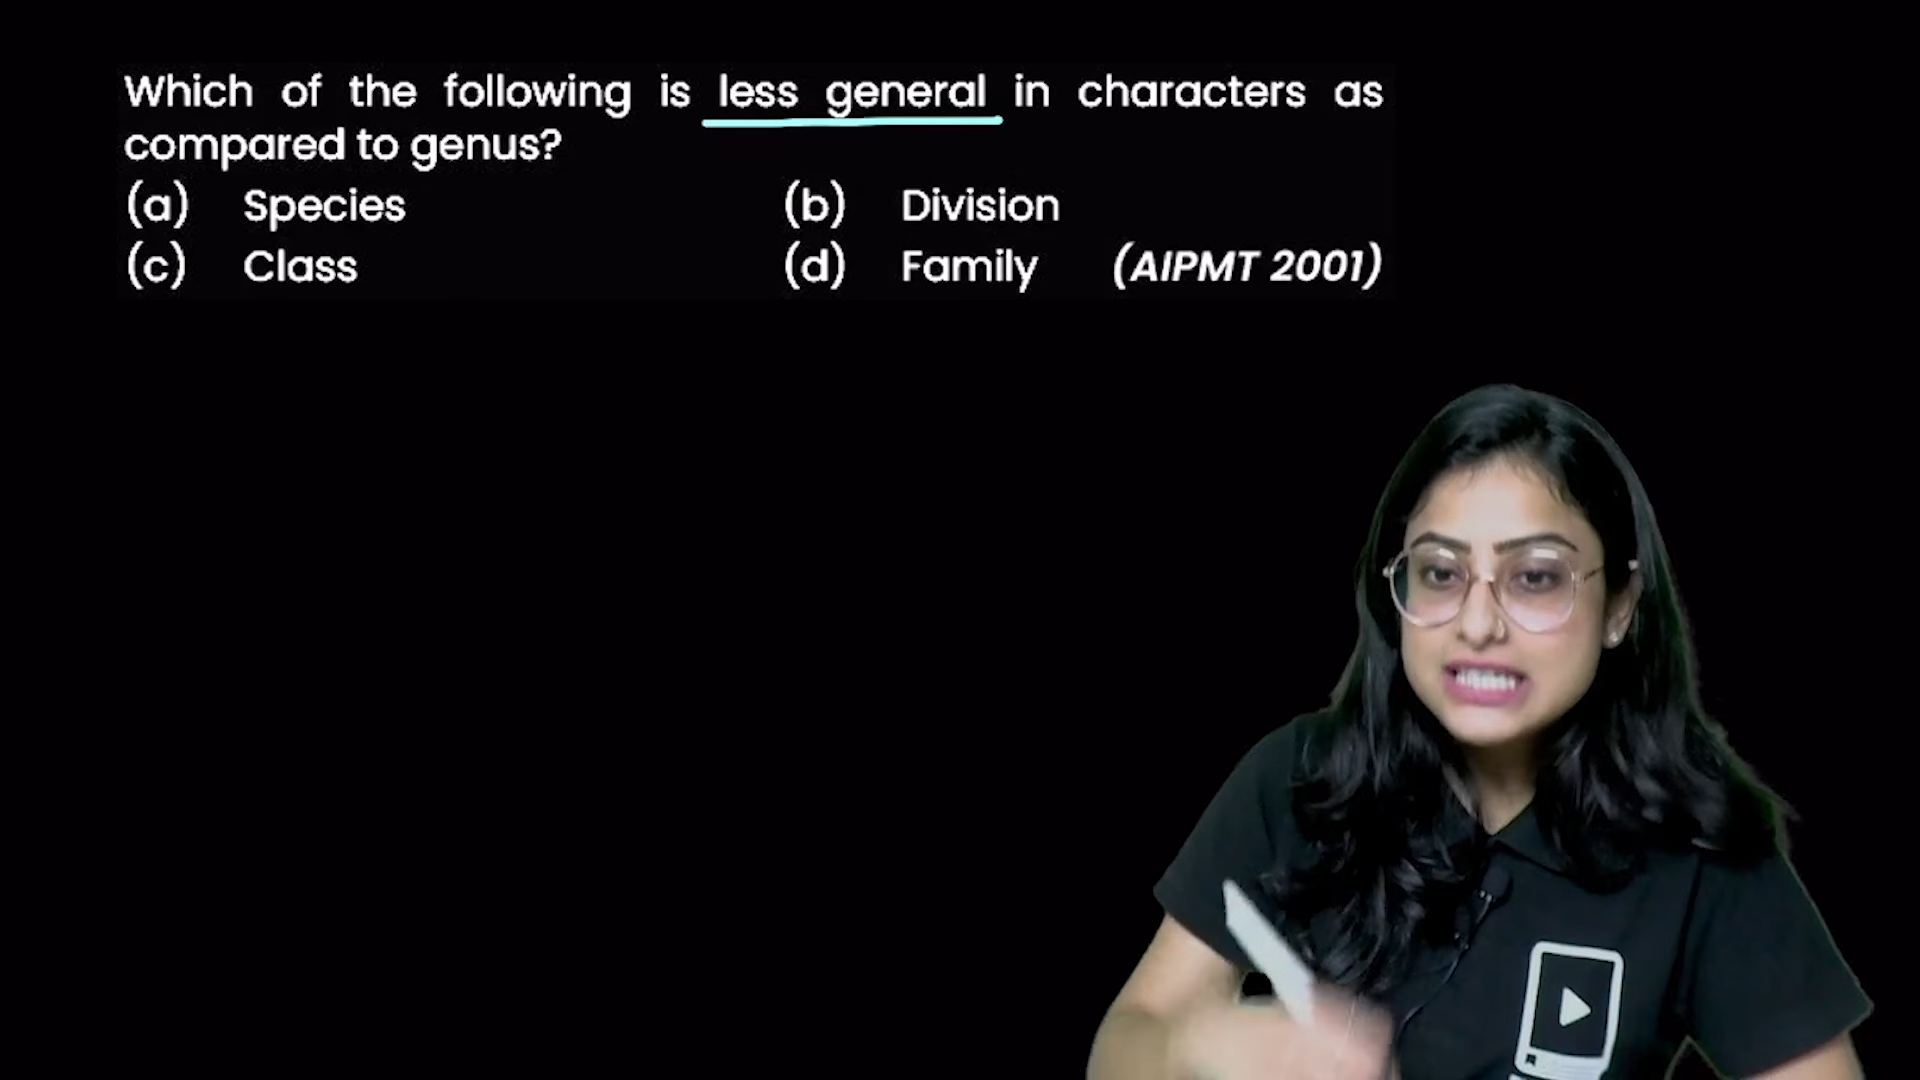 Which of the following is less general in characters as
compared to genus?
(a) Species (b) Division
(c) Class (d) Family (AIPMT 2001)